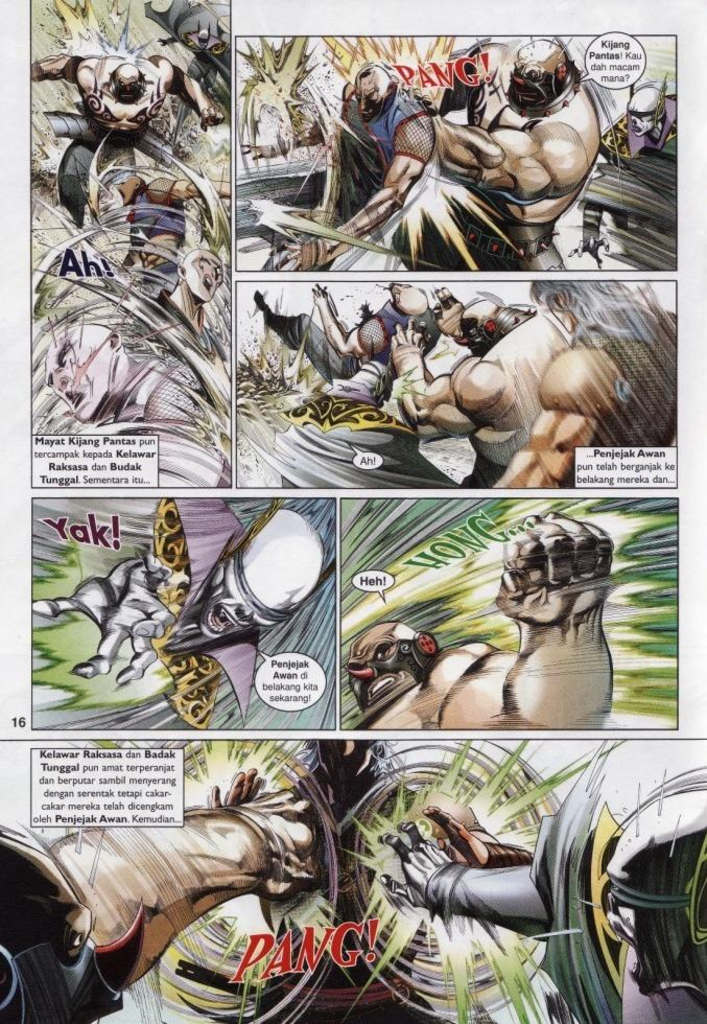 Ah!
Mayat Kijang Pantas pun
tercampak kepada Kelawar
Raksasa dan Budak
Tunggal. Sementara itu...
PANG!
Kijang
Pantas! Kau
dah macam
mana?
Ah!
...Penjejak Awan
pun telah berganjak ke
belakang mereka dan...
Yak!
Penjejak
Awan di
belakang kita
sekarang!
HONG...
Heh!
16
Kelawar Raksasa dan Badak
Tunggal pun amat terperanjat
dan berputar sambil menyerang
dengan serentak tetapi cakar-
cakar mereka telah dicengkam
oleh Penjejak Awan. Kemudian...
PANG!